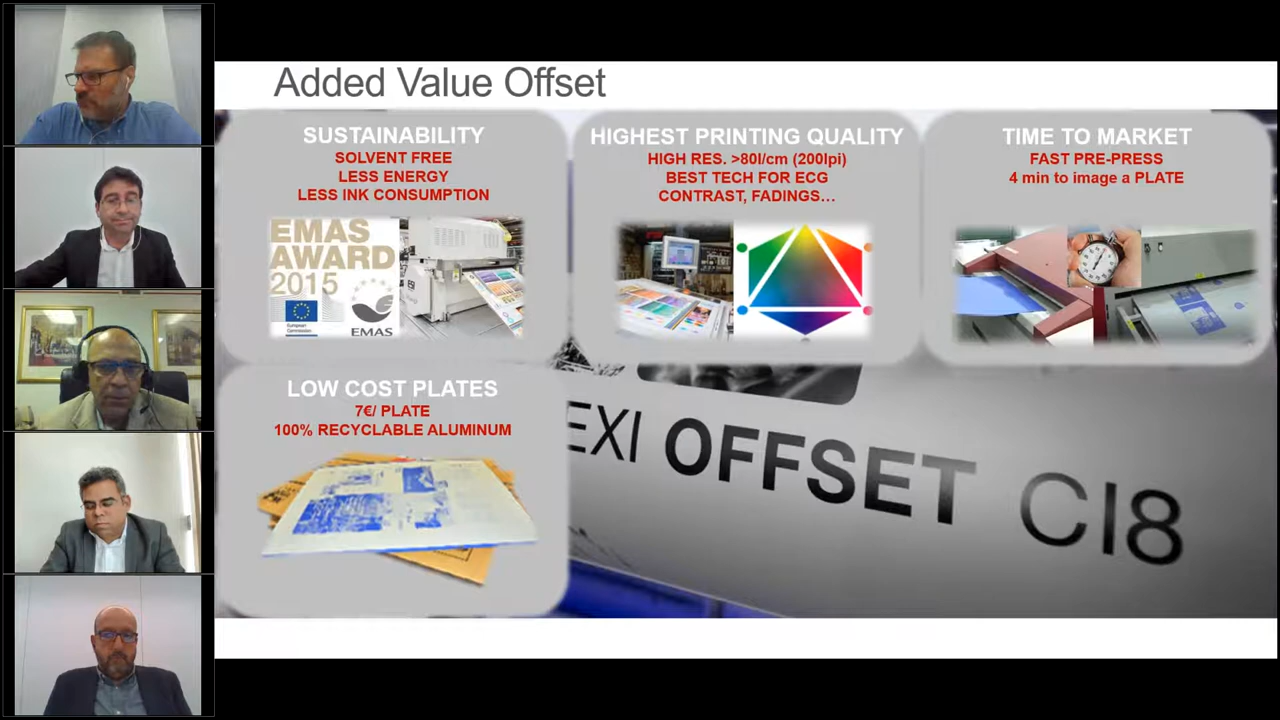 Added Value Offset
SUSTAINABILITY
SOLVENT FREE
LESS ENERGY
LESS INK CONSUMPTION
EMAS
AWARD
2015
European
Commission
EMAS
HIGHEST PRINTING QUALITY
HIGH RES. >80l/cm (200lpi)
BEST TECH FOR ECG
CONTRAST, FADINGS…
TIME TO MARKET
FAST PRE-PRESS
4 min to image a PLATE
LOW COST PLATES
7€/ PLATE
100% RECYCLABLE ALUMINUM
EXI OFFSET CI8